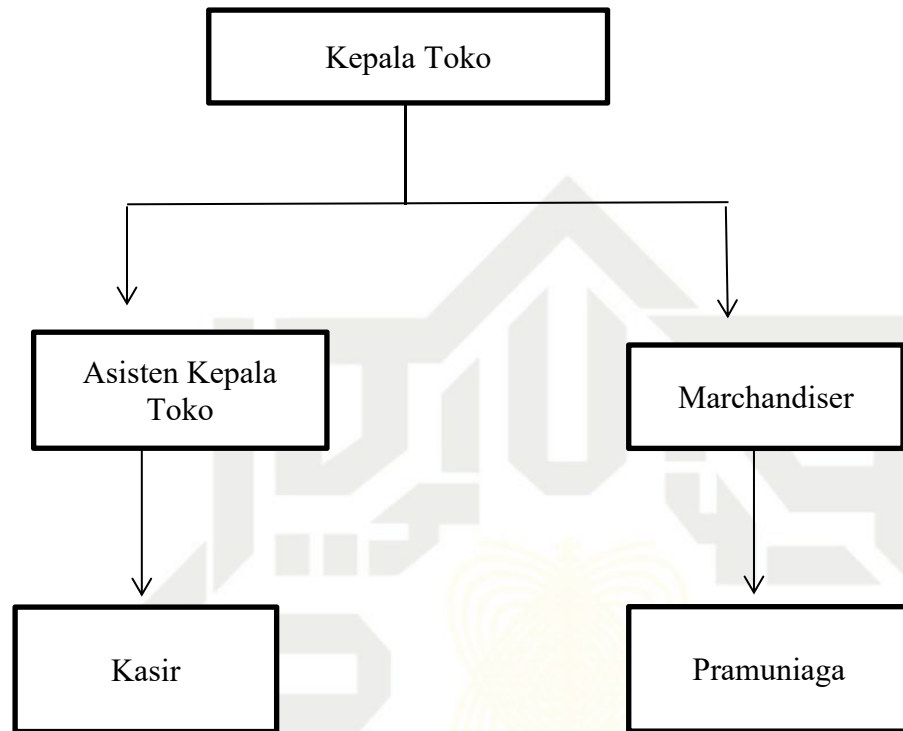 Kepala Toko
Asisten Kepala
Toko
Marchandiser
Kasir
Pramuniaga